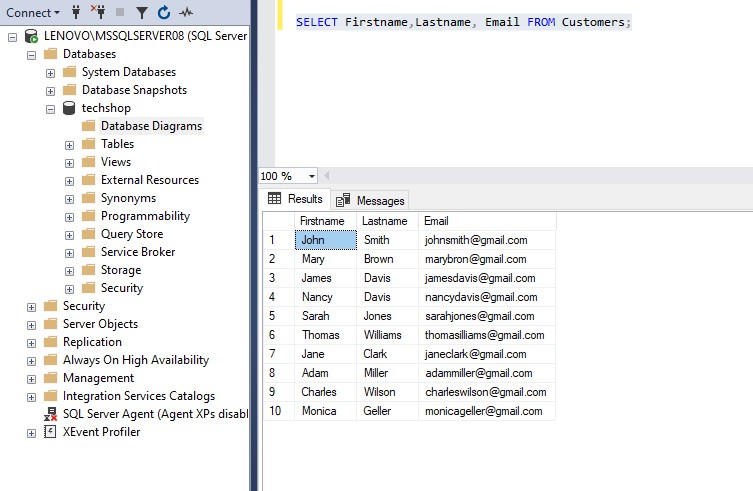 Connect
LENOVO\MSSQLSERVER08 (SQL Server
Databases
System Databases
Database Snapshots
techshop
Database Diagrams
Tables
Views
External Resources
Synonyms
Programmability
Query Store
Service Broker
Storage
Security
Security
Server Objects
Replication
Always On High Availability
Management
Integration Services Catalogs
SQL Server Agent (Agent XPs disabl
XEvent Profiler
SELECT Firstname,Lastname, Email FROM Customers;
100 %
Results Messages
Firstname Lastname Email
1 John Smith johnsmith@gmail.com
2 Mary Brown marybron@gmail.com
3 James Davis jamesdavis@gmail.com
4 Nancy Davis nancydavis@gmail.com
5 Sarah Jones sarahjones@gmail.com
6 Thomas Williams thomasilliams@gmail.com
7 Jane Clark janeclark@gmail.com
8 Adam Miller adammiller@gmail.com
9 Charles Wilson charleswilson@gmail.com
10 Monica Geller monicageller@gmail.com